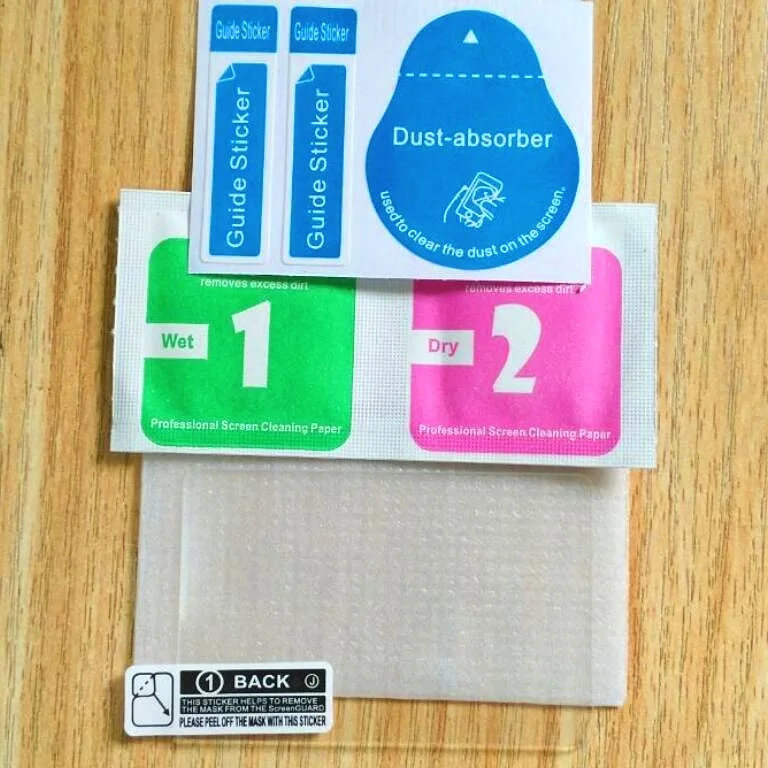 Guide Sticker
Guide Sticker
Guide Sticker
Guide Sticker
Dust-absorber
used to clear the dust on the screen.
removes excess dirt
Wet
1
Professional Screen Cleaning Paper
removes excess dirt
Dry
2
Professional Screen Cleaning Paper
1 BACK J
THIS STICKER HELPS TO REMOVE
THE MASK FROM THE ScreenGUARD
PLEASE PEEL OFF THE MASK WITH THIS STICKER